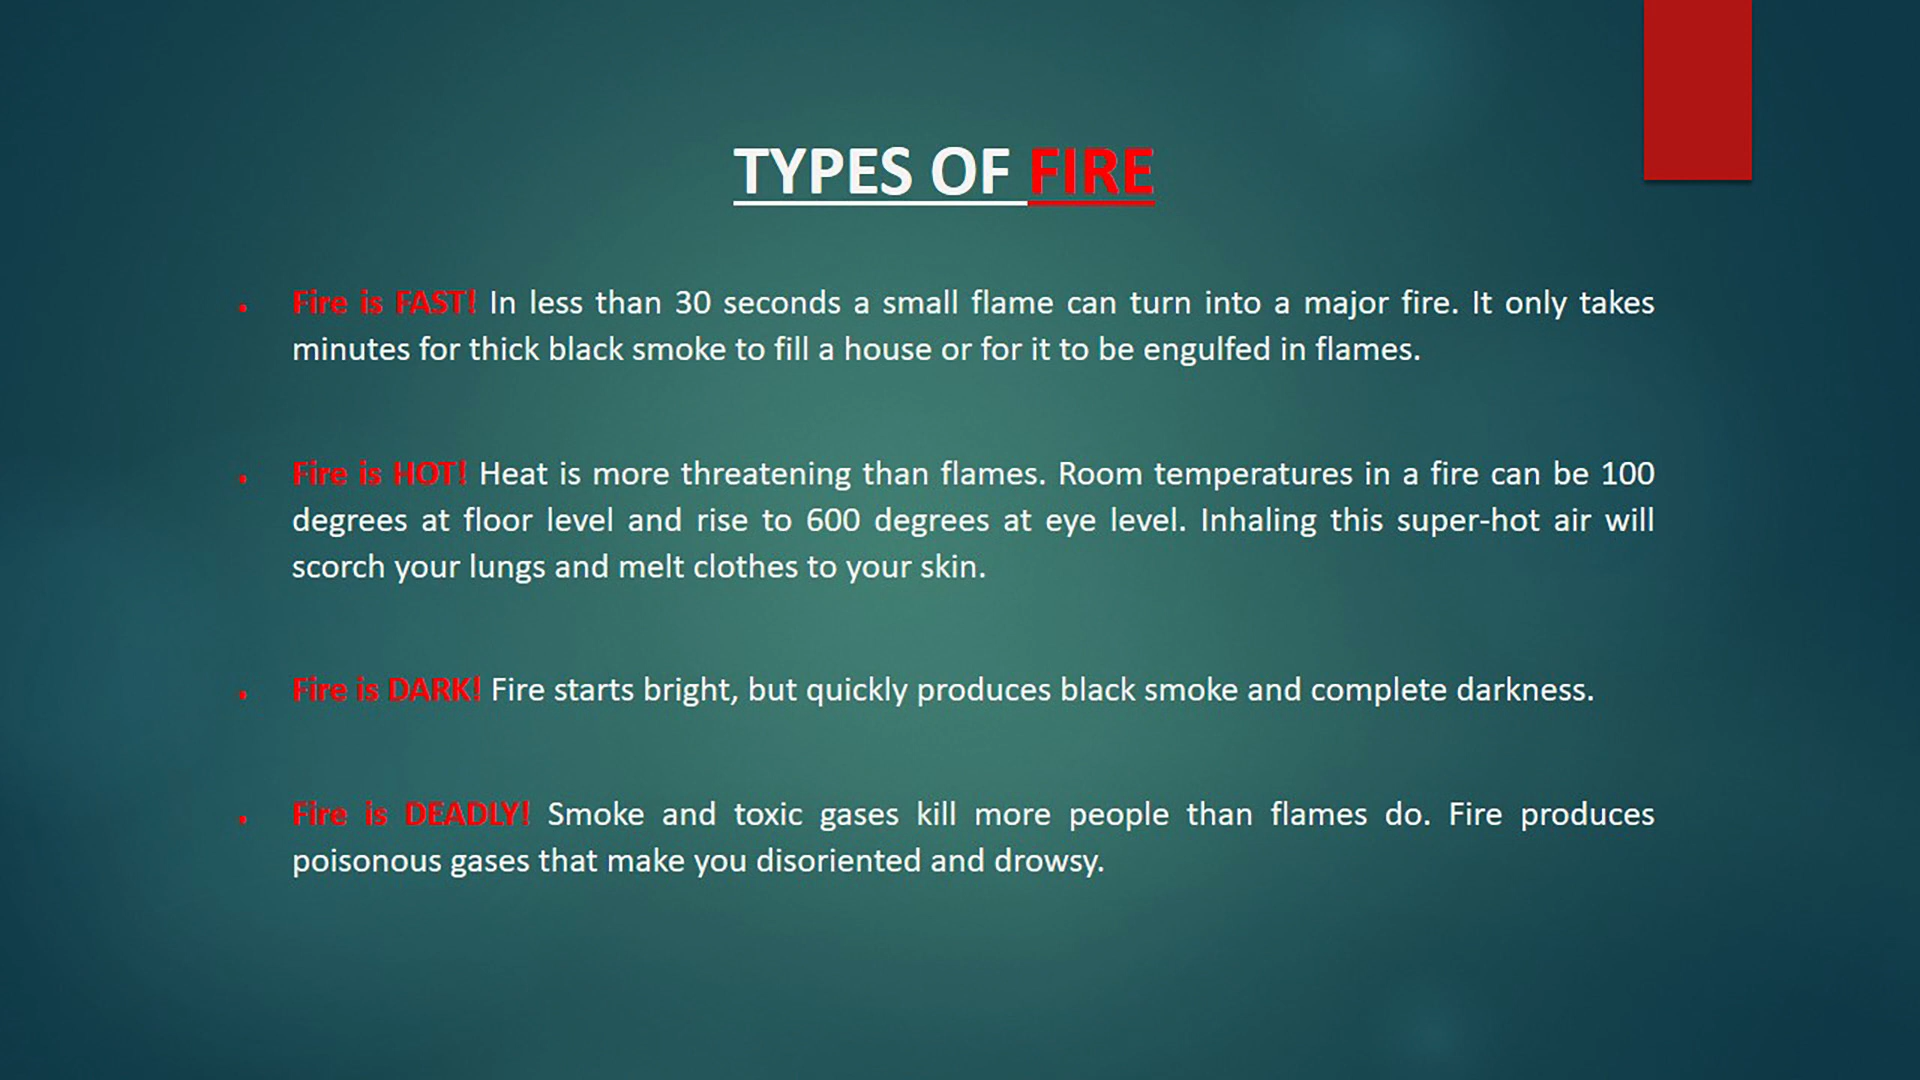 TYPES OF FIRE
• Fire is FAST! In less than 30 seconds a small flame can turn into a major fire. It only takes
minutes for thick black smoke to fill a house or for it to be engulfed in flames.
• Fire is HOT! Heat is more threatening than flames. Room temperatures in a fire can be 100
degrees at floor level and rise to 600 degrees at eye level. Inhaling this super-hot air will
scorch your lungs and melt clothes to your skin.
• Fire is DARK! Fire starts bright, but quickly produces black smoke and complete darkness.
• Fire is DEADLY! Smoke and toxic gases kill more people than flames do. Fire produces
poisonous gases that make you disoriented and drowsy.